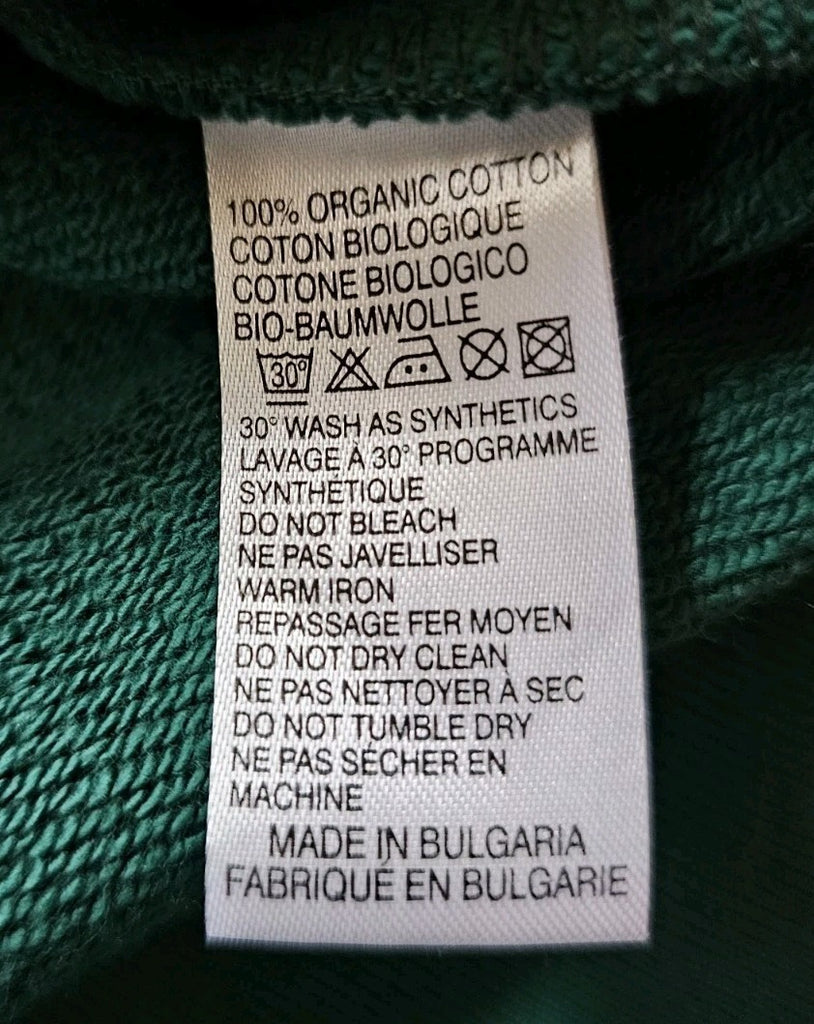 100% ORGANIC COTTON
COTON BIOLOGIQUE
COTONE BIOLOGICO
BIO-BAUMWOLLE
30°
30° WASH AS SYNTHETICS
LAVAGE À 30° PROGRAMME
SYNTHÉTIQUE
DO NOT BLEACH
NE PAS JAVELLISER
WARM IRON
REPASSAGE FER MOYEN
DO NOT DRY CLEAN
NE PAS NETTOYER À SEC
DO NOT TUMBLE DRY
NE PAS SÉCHER EN
MACHINE
MADE IN BULGARIA
FABRIQUÉ EN BULGARIE